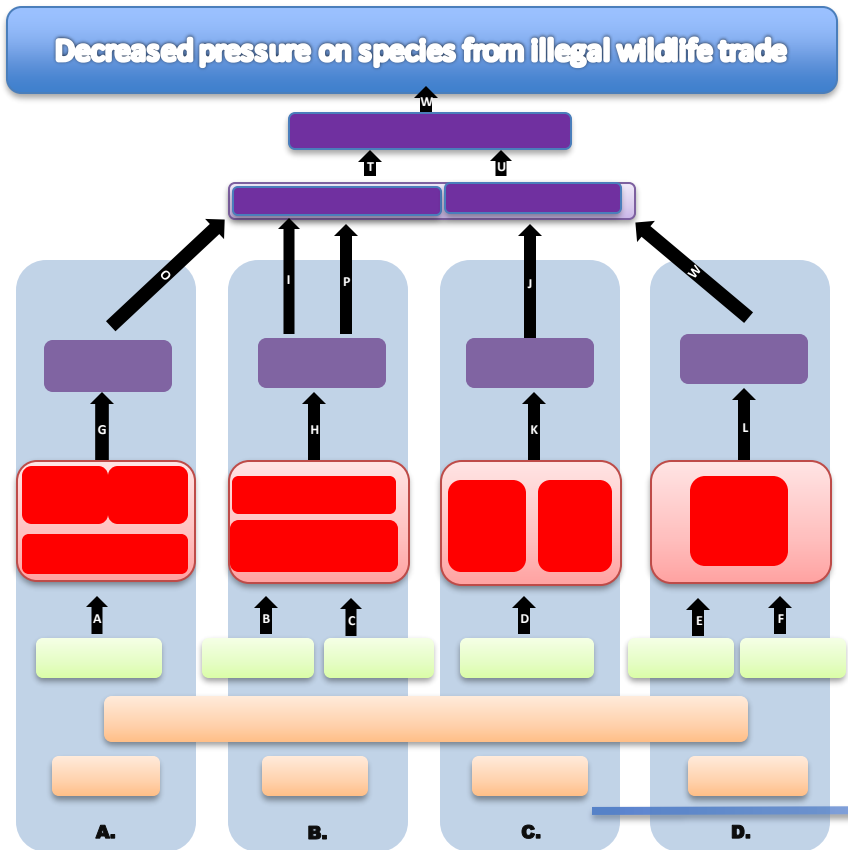 Decreased pressure on species from illegal wildlife trade
W
T U
O I P J W
G H K L
A B C D E F
A. B. C. D.